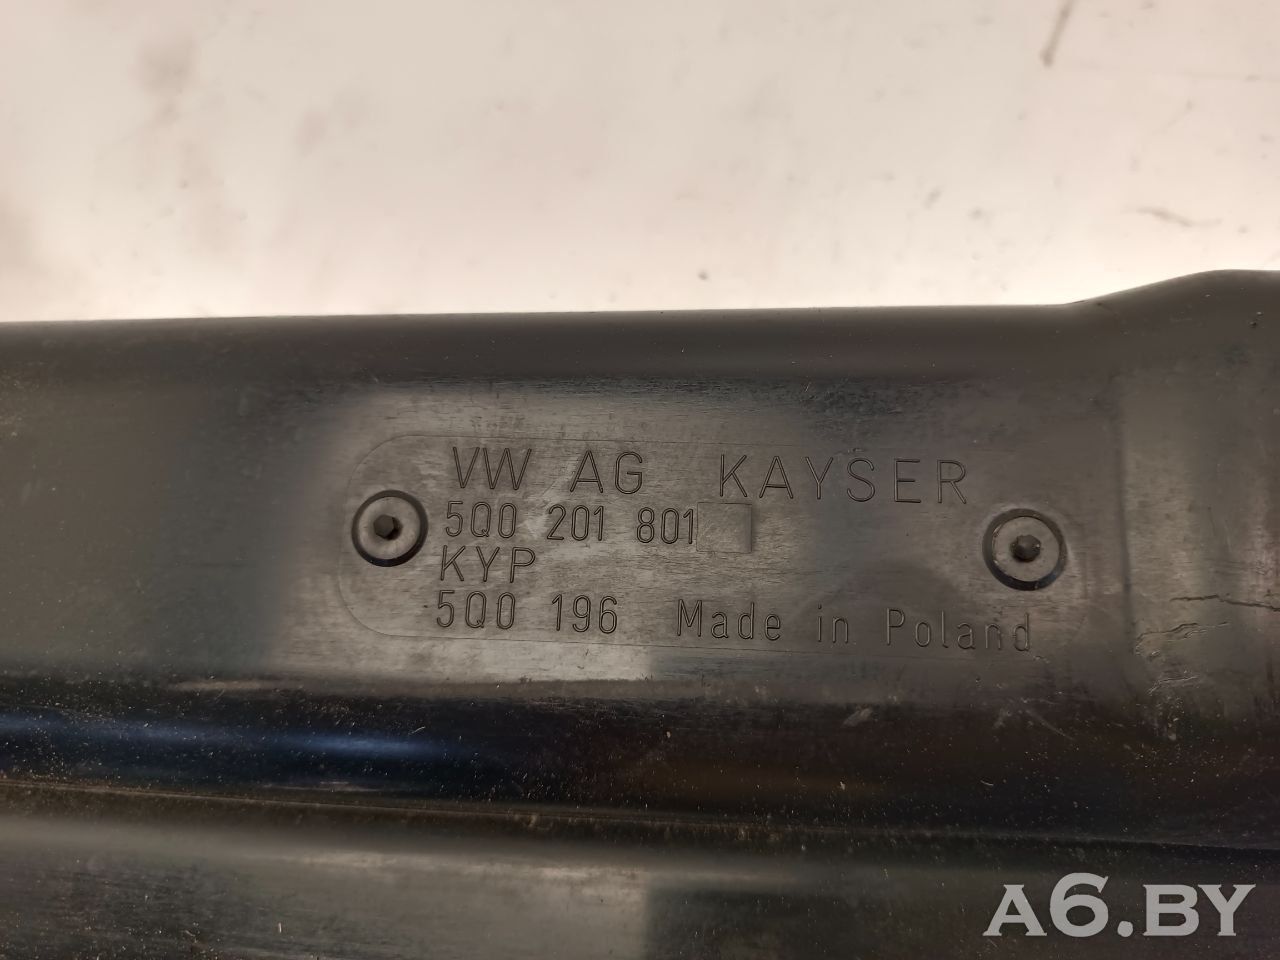 VW AG KAYSER
5Q0 201 801
KYP
5Q0 196 Made in Poland
A6.BY